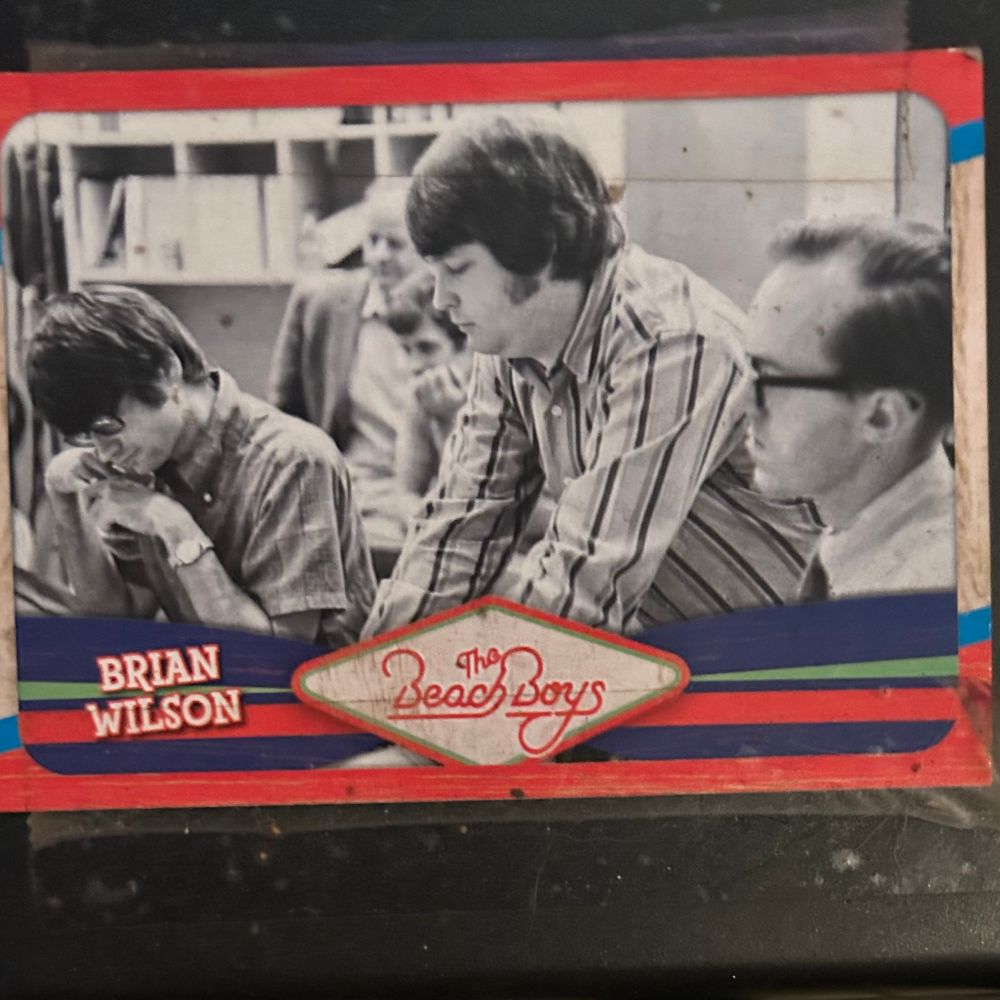 BRIAN
WILSON
The
Beach Boys